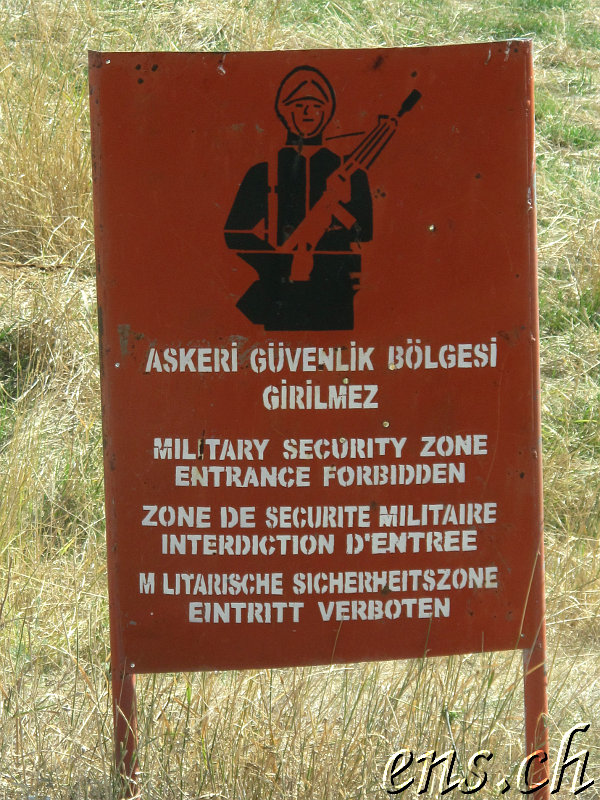 ASKERİ GÜVENLİK BÖLGESİ
GİRİLMEZ
MILITARY SECURITY ZONE
ENTRANCE FORBIDDEN
ZONE DE SECURITE MILITAIRE
INTERDICTION D'ENTREE
M LITARISCHE SICHERHEITSZONE
EINTRITT VERBOTEN
ens.ch